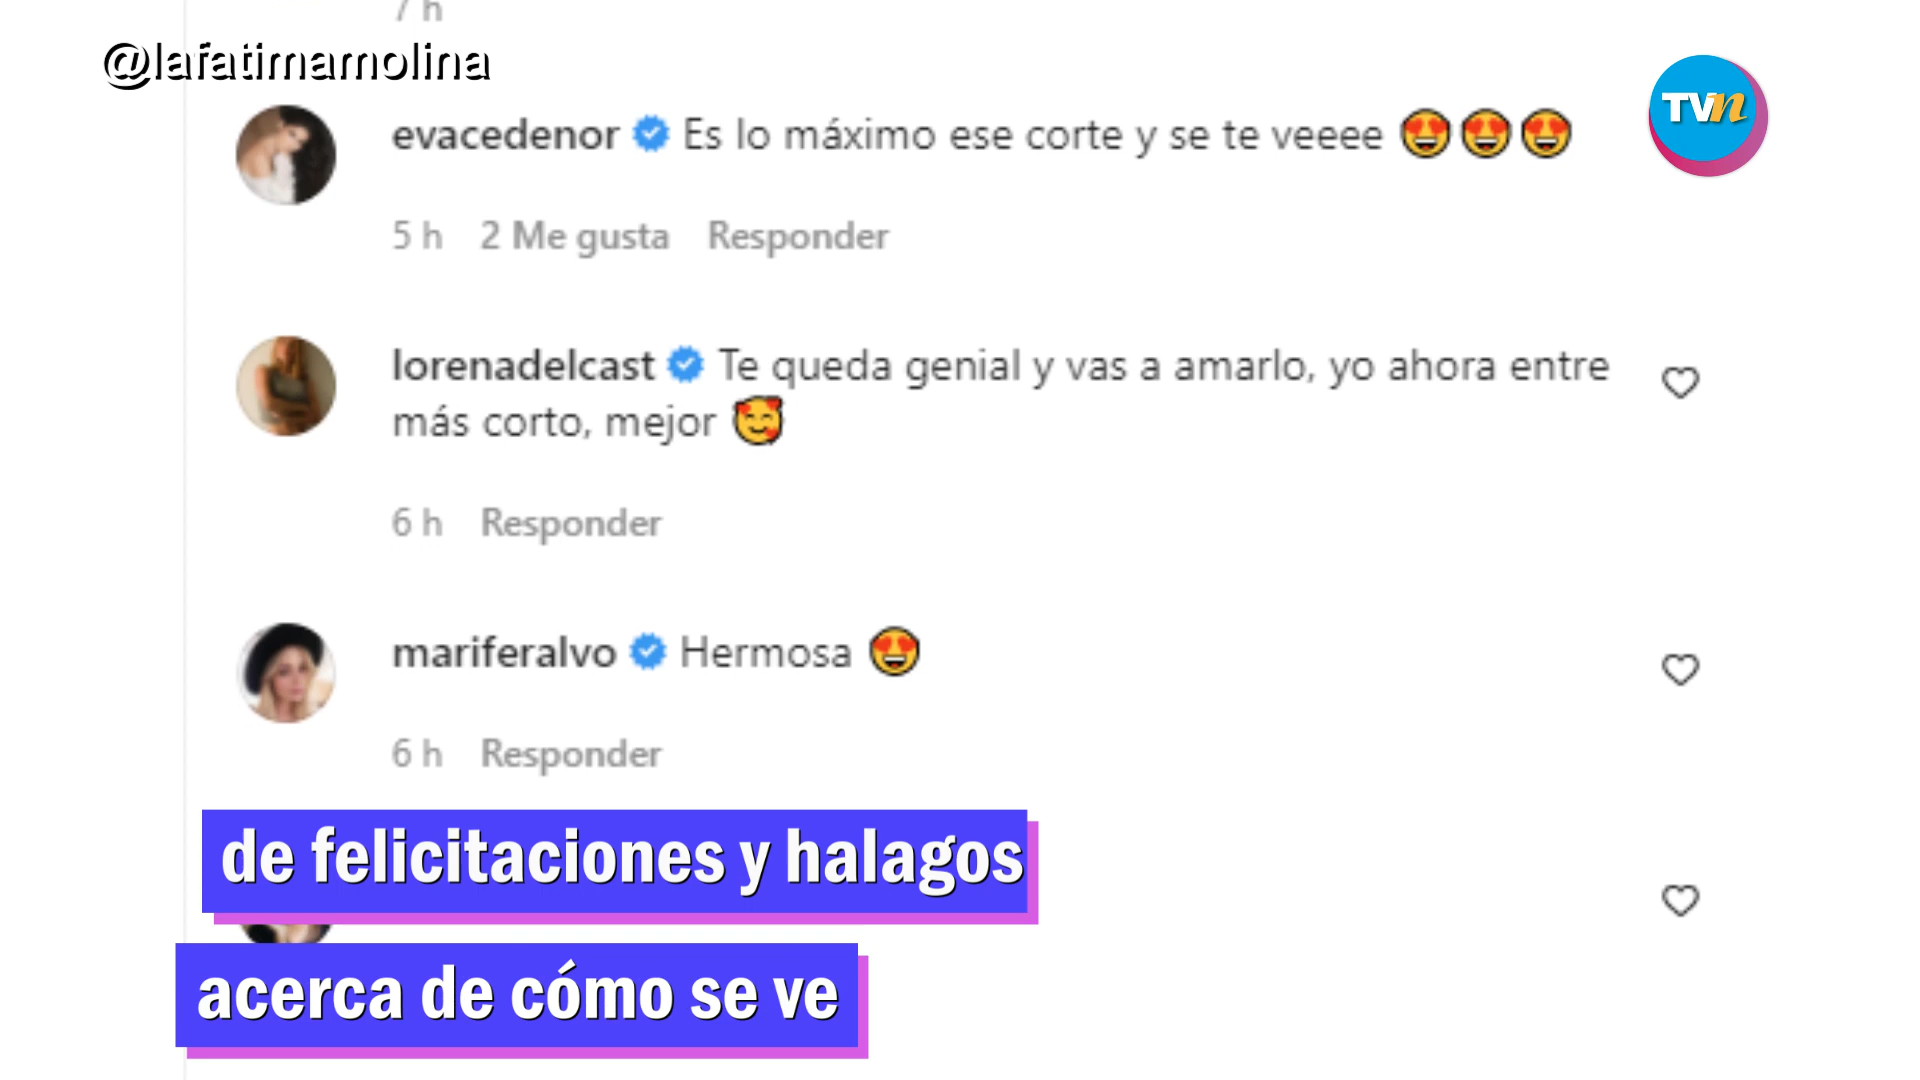 7 h
@lafatimamolina
TVn
evacedenor Es lo máximo ese corte y se te veeee 😍😍😍
5 h 2 Me gusta Responder
lorenadelcast Te queda genial y vas a amarlo, yo ahora entre
más corto, mejor 🥰
6 h Responder
mariferalvo Hermosa 😍
6 h Responder
de felicitaciones y halagos
acerca de cómo se ve